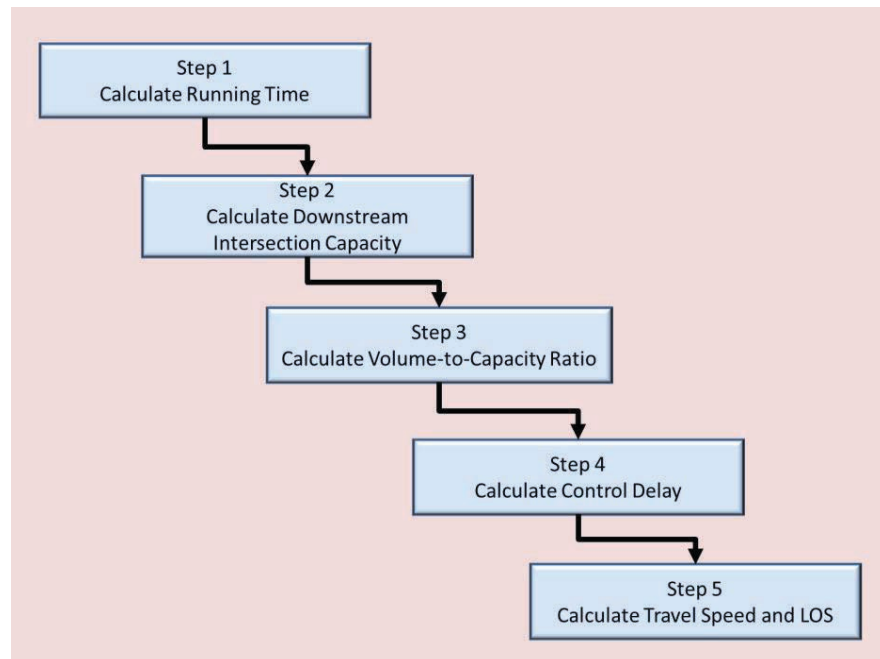 Step 1
Calculate Running Time
Step 2
Calculate Downstream
Intersection Capacity
Step 3
Calculate Volume-to-Capacity Ratio
Step 4
Calculate Control Delay
Step 5
Calculate Travel Speed and LOS